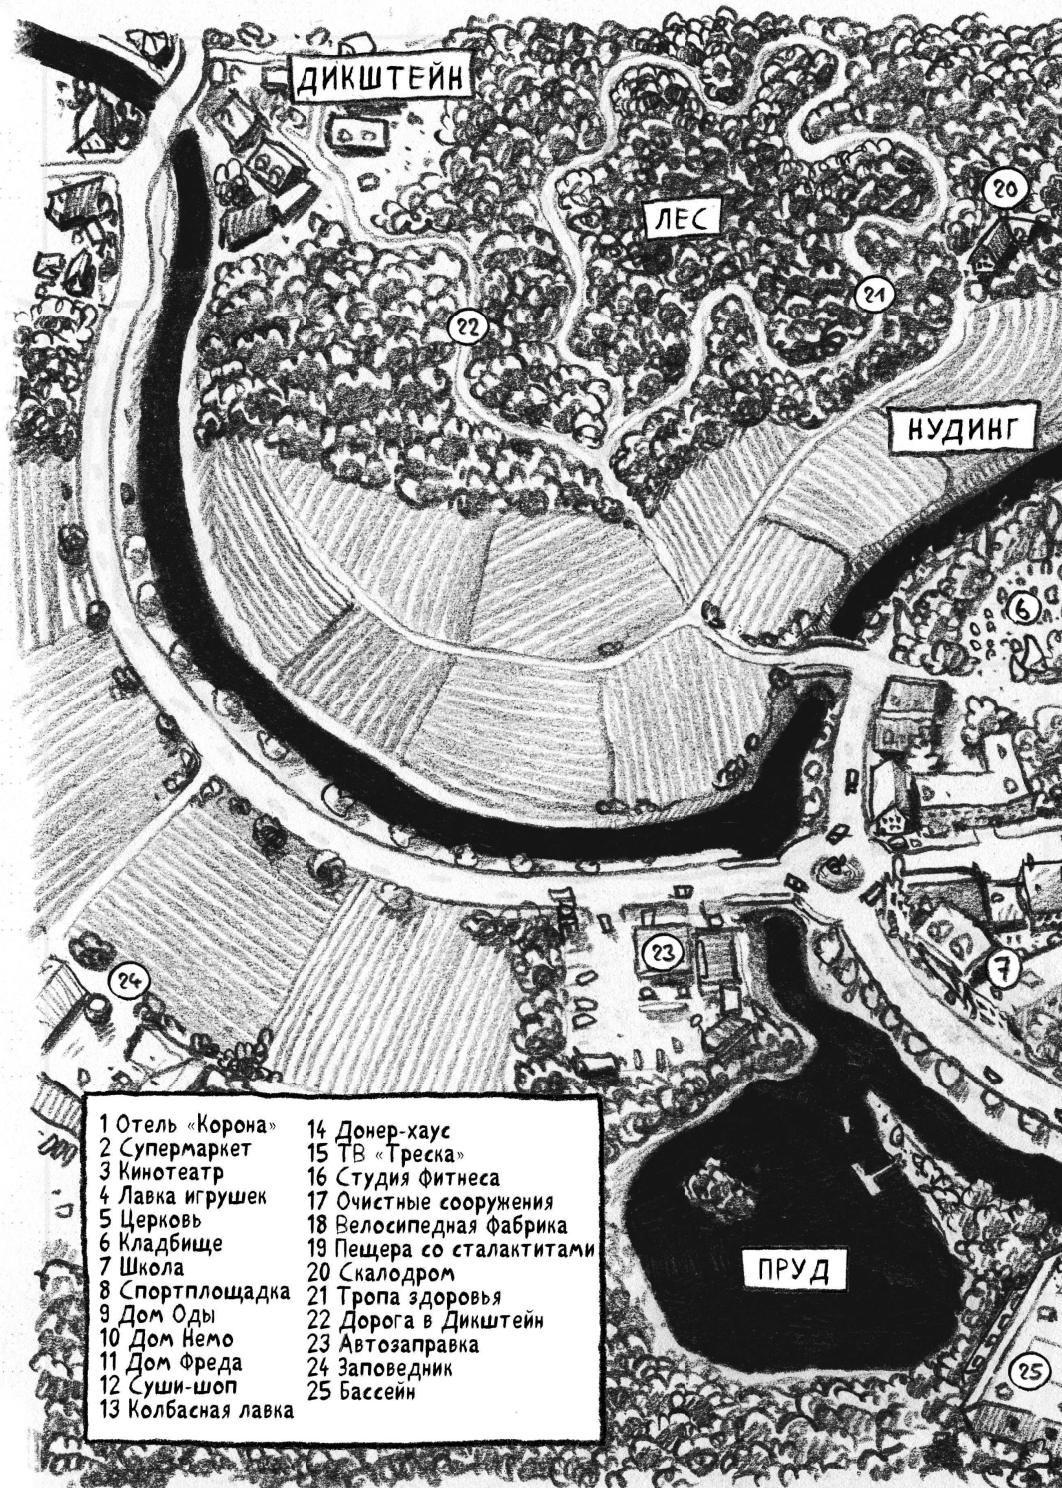 ДИКШТЕЙН
20
ЛЕС
21
22
НУДИНГ
6
23
7
24
1 Отель «Корона»
2 Супермаркет
3 Кинотеатр
4 Лавка игрушек
5 Церковь
6 Кладбище
7 Школа
8 Спортплощадка
9 Дом Оды
10 Дом Немо
11 Дом Фреда
12 Суши-шоп
13 Колбасная лавка
14 Донер-хаус
15 ТВ «Треска»
16 Студия фитнеса
17 Очистные сооружения
18 Велосипедная фабрика
19 Пещера со сталактитами
20 Скалодром
21 Тропа здоровья
22 Дорога в Дикштейн
23 Автозаправка
24 Заповедник
25 Бассейн
ПРУД
25